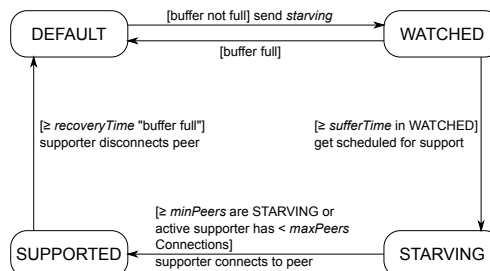 [buffer not full] send starving
DEFAULT
WATCHED
[buffer full]
[≥ recoveryTime "buffer full"]
supporter disconnects peer
[≥ sufferTime in WATCHED]
get scheduled for support
[≥ minPeers are STARVING or
active supporter has < maxPeers
Connections]
supporter connects to peer
SUPPORTED
STARVING